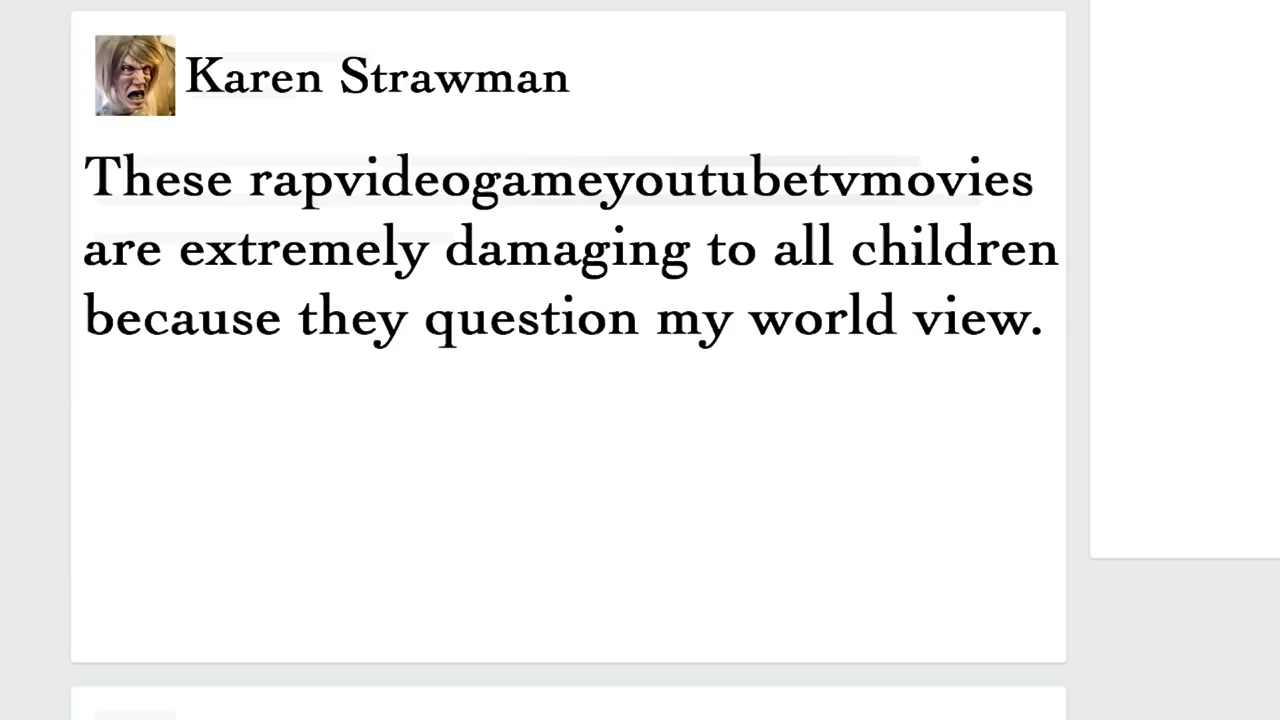 Karen Strawman
These rapvideogameyoutubetvmovies
are extremely damaging to all children
because they question my world view.